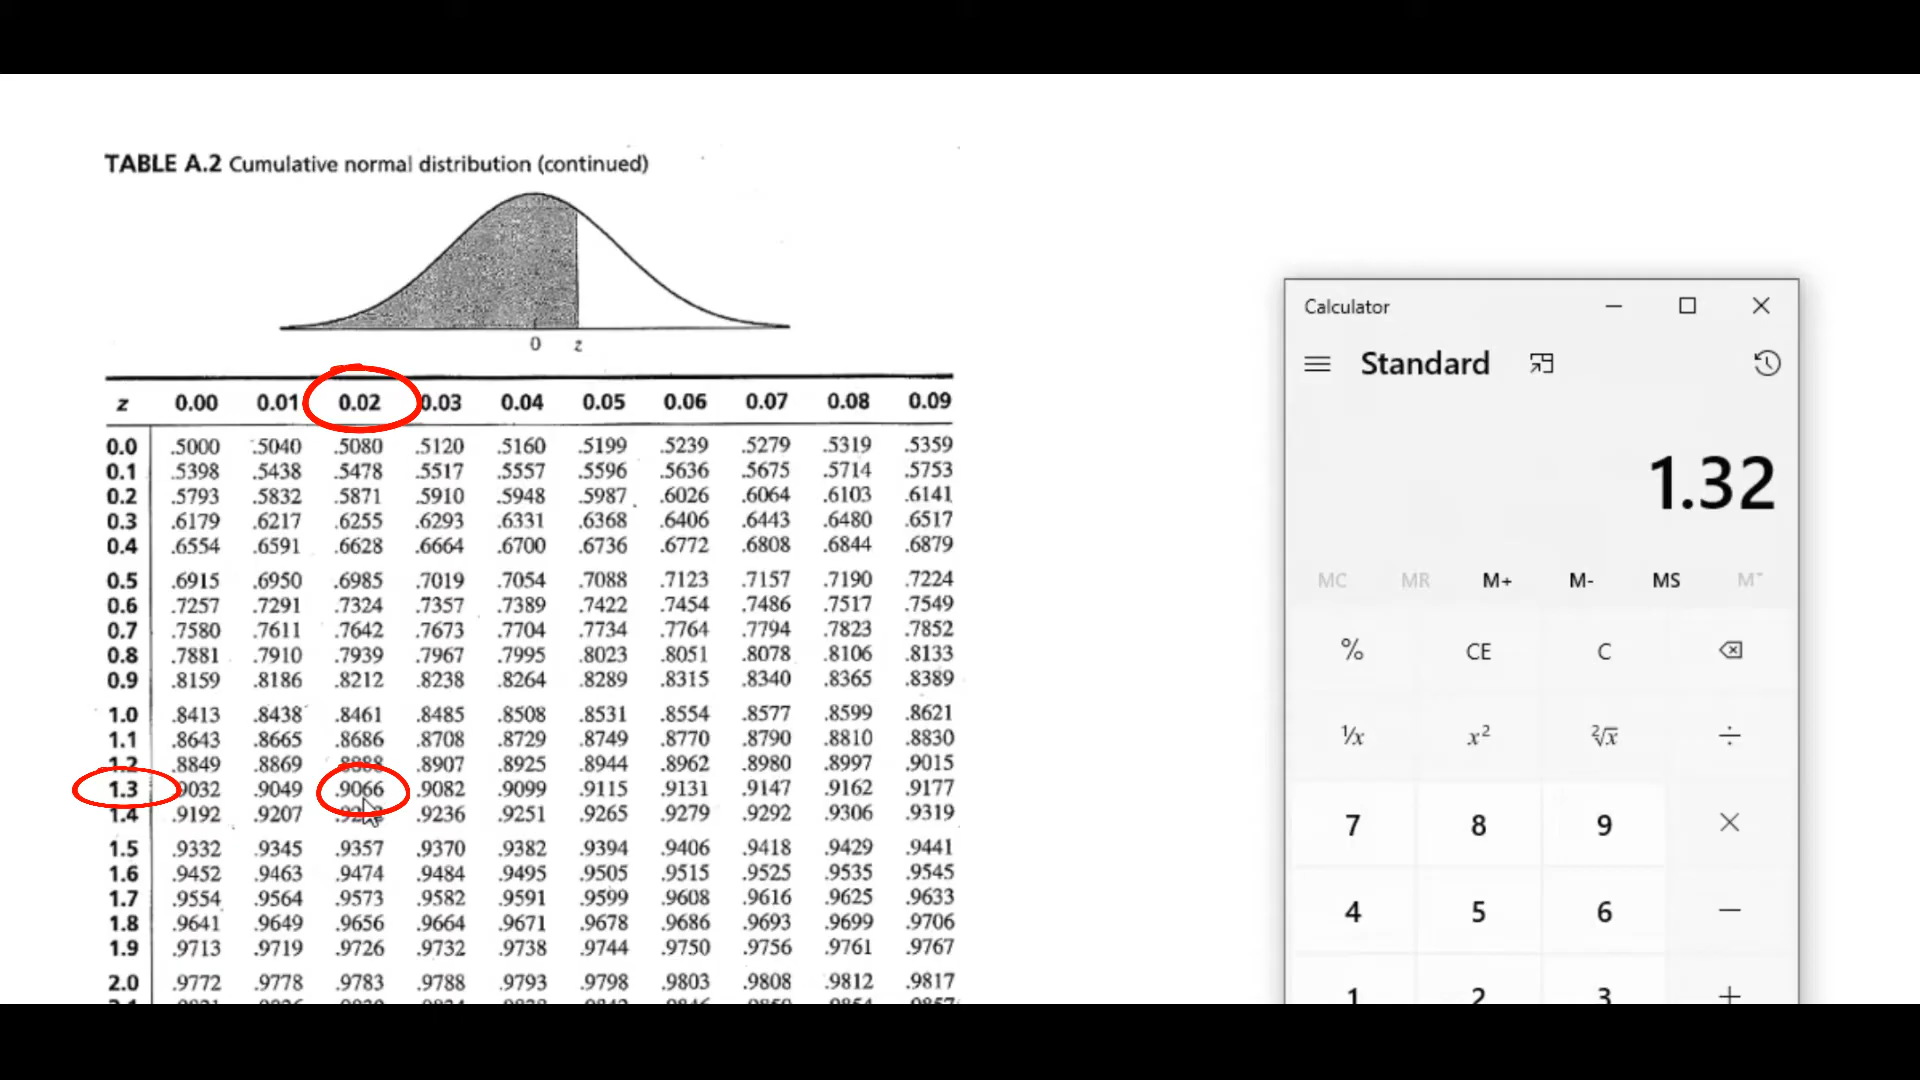 TABLE A.2 Cumulative normal distribution (continued)
0 z
z 0.00 0.01 0.02 0.03 0.04 0.05 0.06 0.07 0.08 0.09
0.0 .5000 .5040 .5080 .5120 .5160 .5199 .5239 .5279 .5319 .5359
0.1 .5398 .5438 .5478 .5517 .5557 .5596 .5636 .5675 .5714 .5753
0.2 .5793 .5832 .5871 .5910 .5948 .5987 .6026 .6064 .6103 .6141
0.3 .6179 .6217 .6255 .6293 .6331 .6368 .6406 .6443 .6480 .6517
0.4 .6554 .6591 .6628 .6664 .6700 .6736 .6772 .6808 .6844 .6879
0.5 .6915 .6950 .6985 .7019 .7054 .7088 .7123 .7157 .7190 .7224
0.6 .7257 .7291 .7324 .7357 .7389 .7422 .7454 .7486 .7517 .7549
0.7 .7580 .7611 .7642 .7673 .7704 .7734 .7764 .7794 .7823 .7852
0.8 .7881 .7910 .7939 .7967 .7995 .8023 .8051 .8078 .8106 .8133
0.9 .8159 .8186 .8212 .8238 .8264 .8289 .8315 .8340 .8365 .8389
1.0 .8413 .8438 .8461 .8485 .8508 .8531 .8554 .8577 .8599 .8621
1.1 .8643 .8665 .8686 .8708 .8729 .8749 .8770 .8790 .8810 .8830
1.2 .8849 .8869 .8888 .8907 .8925 .8944 .8962 .8980 .8997 .9015
1.3 .9032 .9049 .9066 .9082 .9099 .9115 .9131 .9147 .9162 .9177
1.4 .9192 .9207 .9236 .9251 .9265 .9279 .9292 .9306 .9319
1.5 .9332 .9345 .9357 .9370 .9382 .9394 .9406 .9418 .9429 .9441
1.6 .9452 .9463 .9474 .9484 .9495 .9505 .9515 .9525 .9535 .9545
1.7 .9554 .9564 .9573 .9582 .9591 .9599 .9608 .9616 .9625 .9633
1.8 .9641 .9649 .9656 .9664 .9671 .9678 .9686 .9693 .9699 .9706
1.9 .9713 .9719 .9726 .9732 .9738 .9744 .9750 .9756 .9761 .9767
2.0 .9772 .9778 .9783 .9788 .9793 .9798 .9803 .9808 .9812 .9817
Calculator
Standard
1.32
MC MR M+ M- MS M˅
% CE C
¹/x x² ²√x ÷
7 8 9 ×
4 5 6 −
1 2 3 +